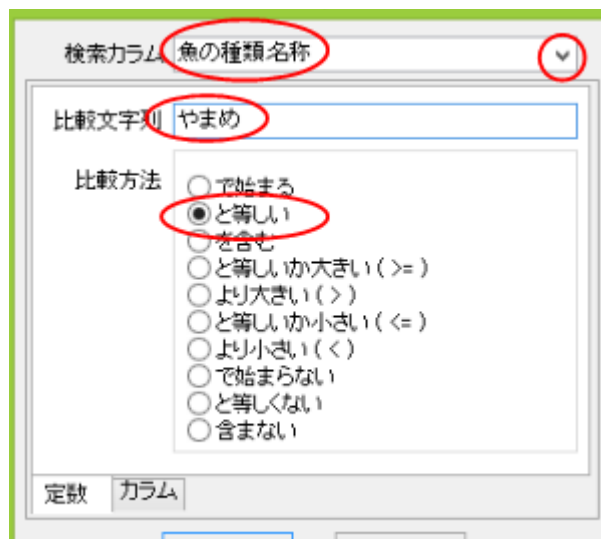 検索カラム 魚の種類名称
比較文字列 やまめ
比較方法
で始まる
と等しい
を含む
と等しいか大きい ( >= )
より大きい ( > )
と等しいか小さい ( <= )
より小さい ( < )
で始まらない
と等しくない
含まない
定数 カラム